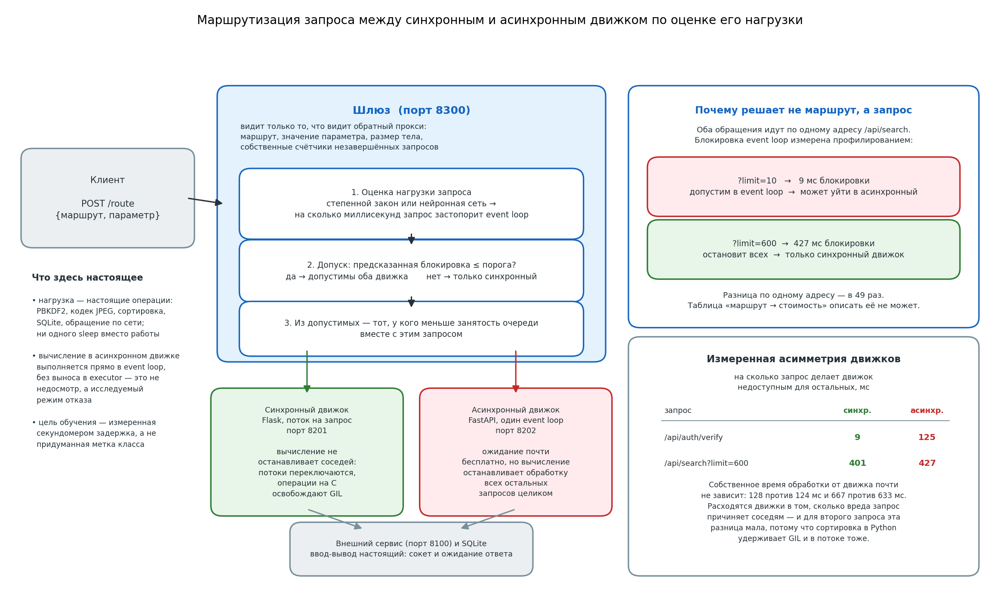 Маршрутизация запроса между синхронным и асинхронным движком по оценке его нагрузки
Клиент
POST /route
{маршрут, параметр}
Что здесь настоящее
• нагрузка — настоящие операции:
PBKDF2, кодек JPEG, сортировка,
SQLite, обращение по сети;
ни одного sleep вместо работы
• вычисление в асинхронном движке
выполняется прямо в event loop,
без выноса в executor — это не
недосмотр, а исследуемый
режим отказа
• цель обучения — измеренная
секундомером задержка, а не
придуманная метка класса
Шлюз (порт 8300)
видит только то, что видит обратный прокси:
маршрут, значение параметра, размер тела,
собственные счётчики незавершённых запросов
1. Оценка нагрузки запроса
степенной закон или нейронная сеть →
на сколько миллисекунд запрос застопорит event loop
2. Допуск: предсказанная блокировка ≤ порога?
да → допустимы оба движка нет → только синхронный
3. Из допустимых — тот, у кого меньше занятость очереди
вместе с этим запросом
Синхронный движок
Flask, поток на запрос
порт 8201
вычисление не
останавливает соседей:
потоки переключаются,
операции на C
освобождают GIL
Асинхронный движок
FastAPI, один event loop
порт 8202
ожидание почти
бесплатно, но вычисление
останавливает обработку
всех остальных
запросов целиком
Внешний сервис (порт 8100) и SQLite
ввод-вывод настоящий: сокет и ожидание ответа
Почему решает не маршрут, а запрос
Оба обращения идут по одному адресу /api/search.
Блокировка event loop измерена профилированием:
?limit=10 → 9 мс блокировки
допустим в event loop → может уйти в асинхронный
?limit=600 → 427 мс блокировки
остановит всех → только синхронный движок
Разница по одному адресу — в 49 раз.
Таблица «маршрут → стоимость» описать её не может.
Измеренная асимметрия движков
на сколько запрос делает движок
недоступным для остальных, мс
запрос синхр. асинхр.
/api/auth/verify 9 125
/api/search?limit=600 401 427
Собственное время обработки от движка почти
не зависит: 128 против 124 мс и 667 против 633 мс.
Расходятся движки в том, сколько вреда запрос
причиняет соседям — и для второго запроса эта
разница мала, потому что сортировка в Python
удерживает GIL и в потоке тоже.